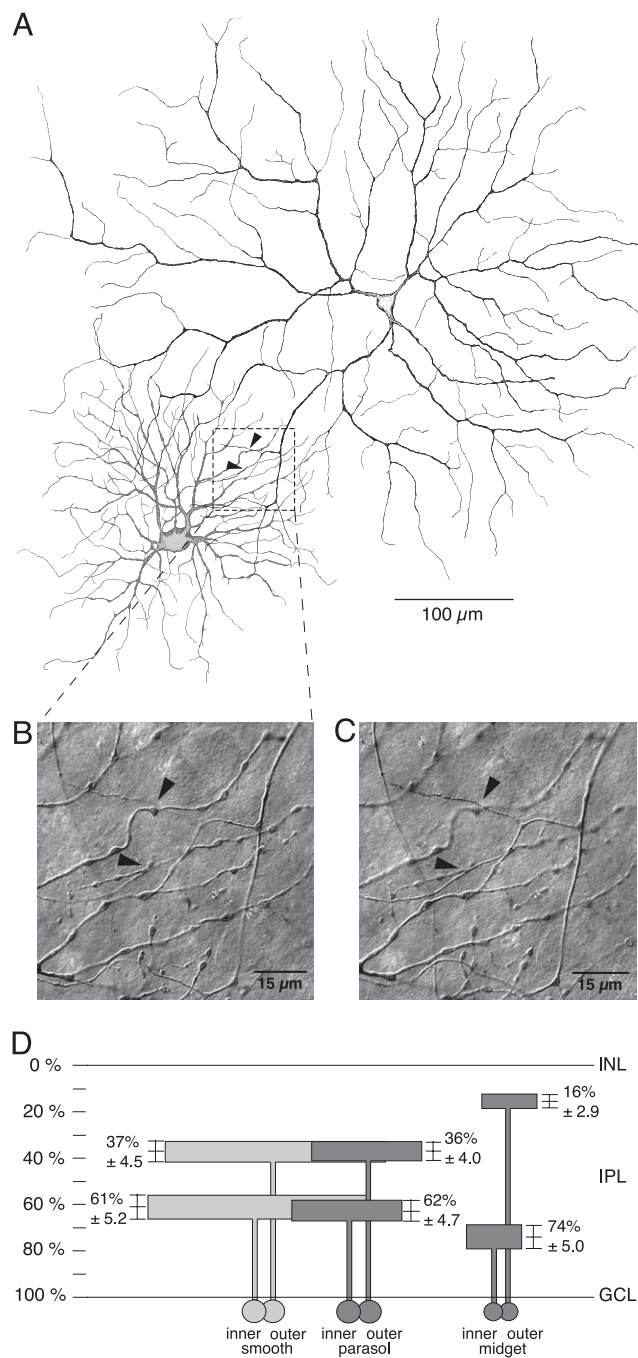 A
100 µm
B
C
15 µm
15 µm
D
0 %
INL
20 %
16%
± 2.9
37%
± 4.5
36%
± 4.0
40 %
IPL
60 %
61%
± 5.2
62%
± 4.7
74%
± 5.0
80 %
100 %
GCL
inner outer
smooth
inner outer
parasol
inner outer
midget